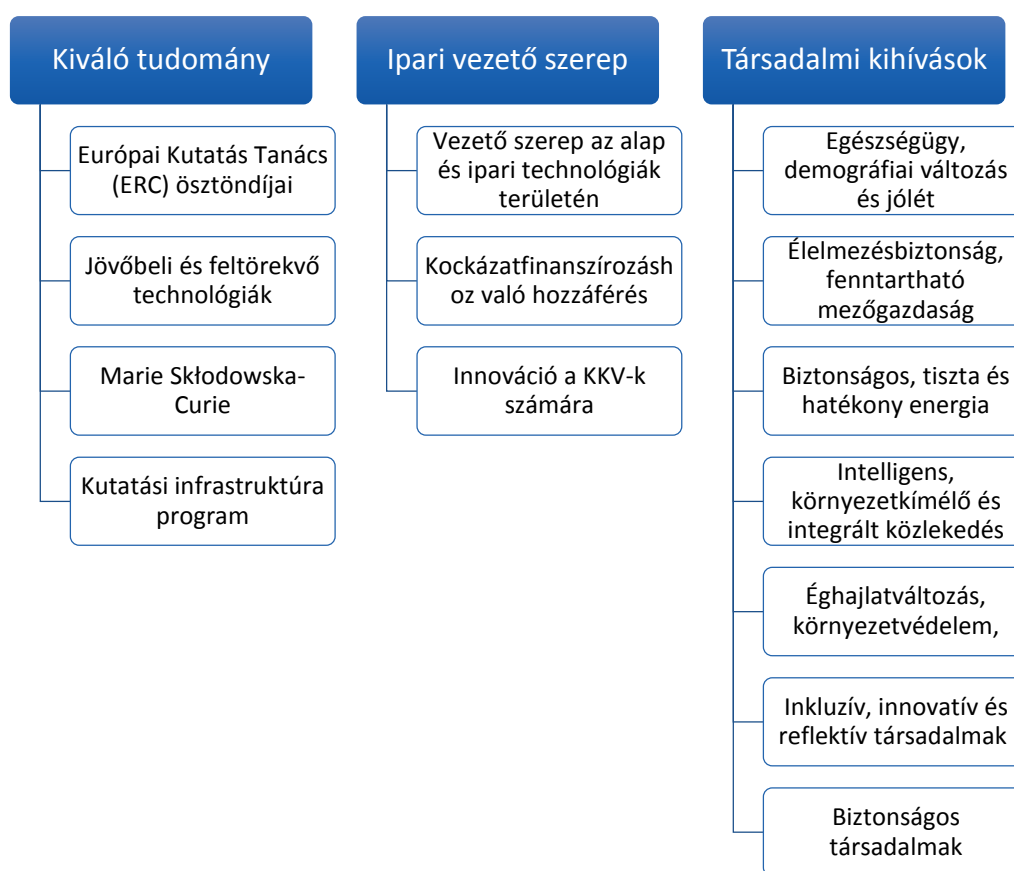 Kiváló tudomány
Európai Kutatás Tanács
(ERC) ösztöndíjai
Jövőbeli és feltörekvő
technológiák
Marie Skłodowska-
Curie
Kutatási infrastruktúra
program
Ipari vezető szerep
Vezető szerep az alap
és ipari technológiák
területén
Kockázatfinanszírozásh
oz való hozzáférés
Innováció a KKV-k
számára
Társadalmi kihívások
Egészségügy,
demográfiai változás
és jólét
Élelmezésbiztonság,
fenntartható
mezőgazdaság
Biztonságos, tiszta és
hatékony energia
Intelligens,
környezetkímélő és
integrált közlekedés
Éghajlatváltozás,
környezetvédelem,
Inkluzív, innovatív és
reflektív társadalmak
Biztonságos
társadalmak